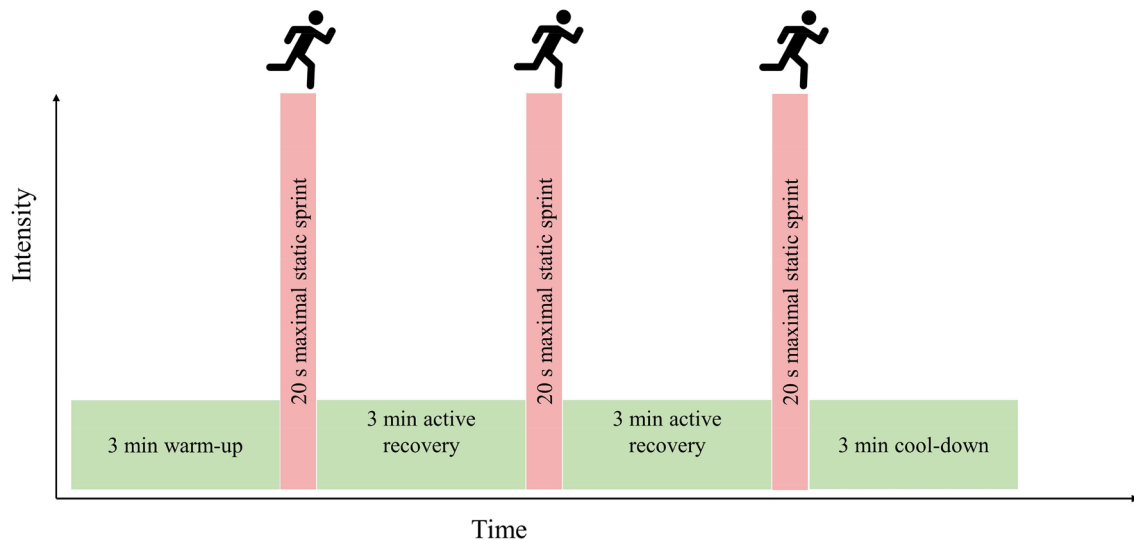 Intensity
3 min warm-up
20 s maximal static sprint
3 min active
recovery
20 s maximal static sprint
3 min active
recovery
20 s maximal static sprint
3 min cool-down
Time